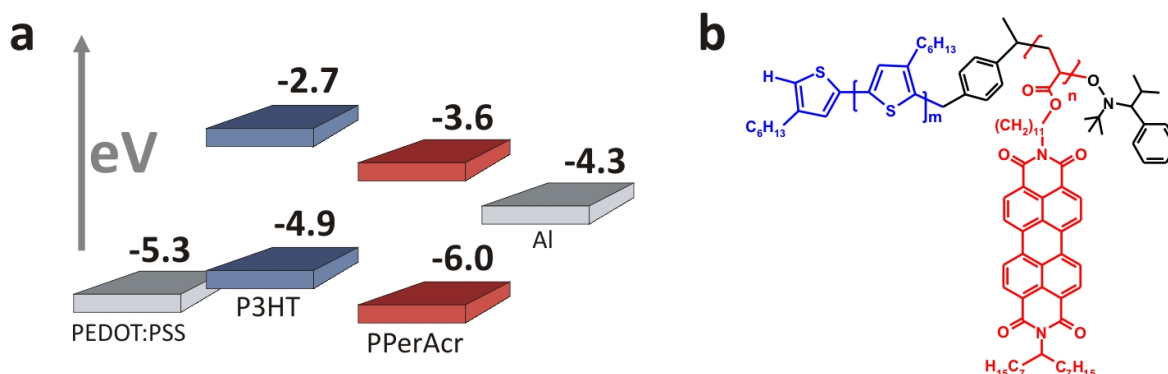 a
eV
-2.7
-3.6
-4.3
-4.9
-5.3
-6.0
Al
P3HT
PEDOT:PSS
PPerAcr
b
C₆H₁₃
H
S
S
m
C₆H₁₃
n
O
O
O
N
(CH₂)₁₁
O
N
O
O
N
O
H₁₅C₇
C₇H₁₅